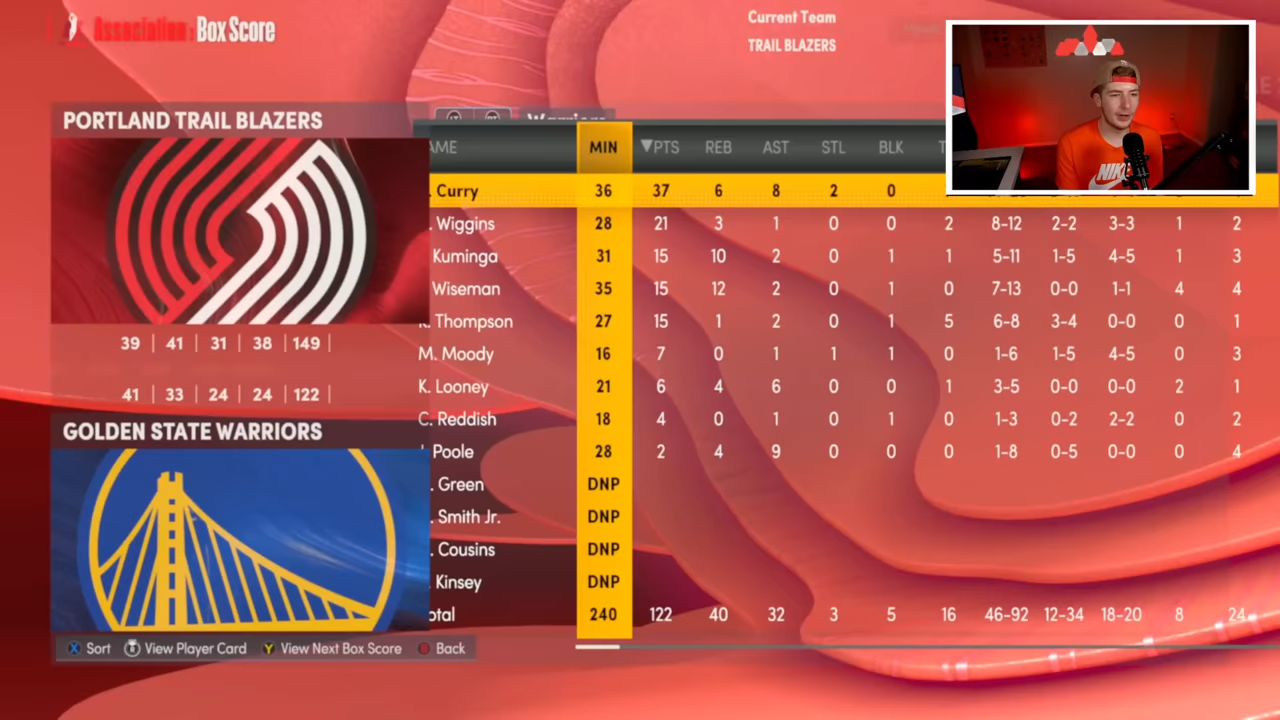 Association: Box Score
Current Team
TRAIL BLAZERS
PORTLAND TRAIL BLAZERS
39 | 41 | 31 | 38 | 149 |
41 | 33 | 24 | 24 | 122 |
GOLDEN STATE WARRIORS
Warriors
AME MIN ▼PTS REB AST STL BLK T
. Curry 36 37 6 8 2 0
. Wiggins 28 21 3 1 0 0 2 8-12 2-2 3-3 1 2
Kuminga 31 15 10 2 0 1 1 5-11 1-5 4-5 1 3
Wiseman 35 15 12 2 0 1 0 7-13 0-0 1-1 4 4
K. Thompson 27 15 1 2 0 1 5 6-8 3-4 0-0 0 1
M. Moody 16 7 0 1 1 1 0 1-6 1-5 4-5 0 3
K. Looney 21 6 4 6 0 0 1 3-5 0-0 0-0 2 1
C. Reddish 18 4 0 1 0 1 0 1-3 0-2 2-2 0 2
. Poole 28 2 4 9 0 0 0 1-8 0-5 0-0 0 4
. Green DNP
. Smith Jr. DNP
. Cousins DNP
. Kinsey DNP
otal 240 122 40 32 3 5 16 46-92 12-34 18-20 8 24
Sort View Player Card Y View Next Box Score Back
NIKE